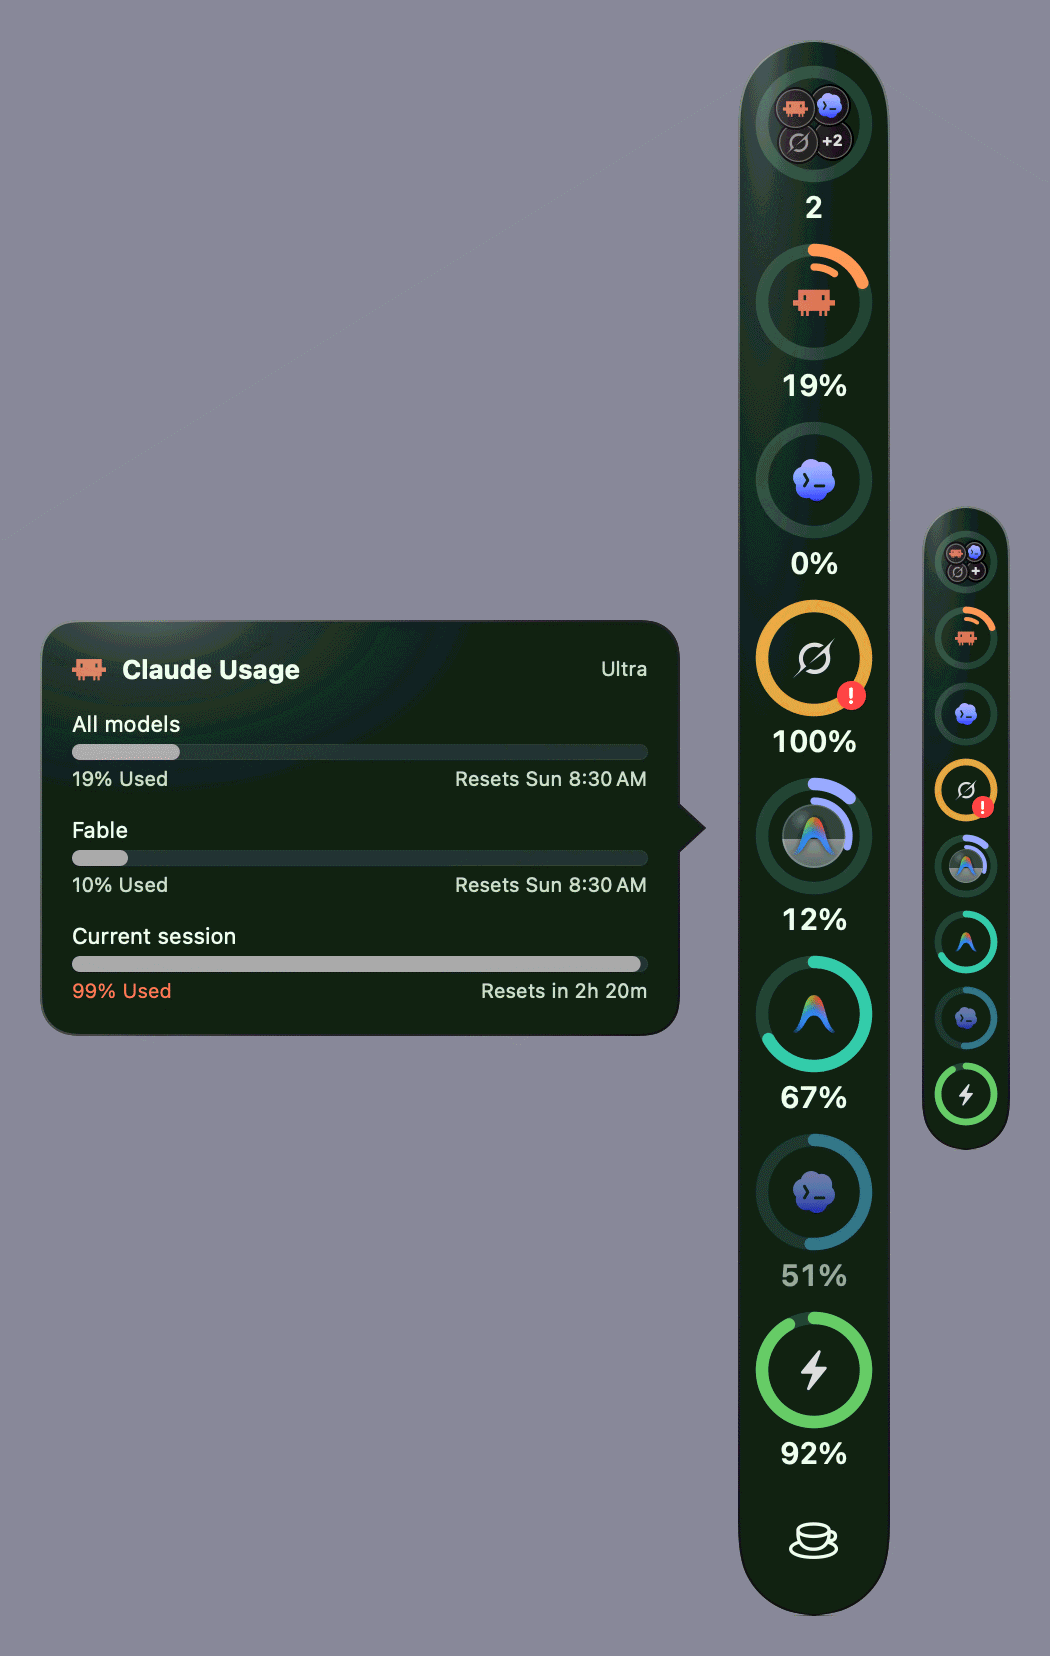 +2
2
19%
0%
100%
12%
67%
51%
92%
Claude Usage
Ultra
All models
19% Used
Resets Sun 8:30 AM
Fable
10% Used
Resets Sun 8:30 AM
Current session
99% Used
Resets in 2h 20m